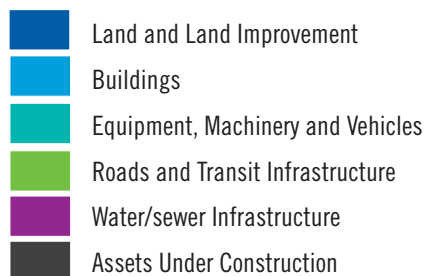 Land and Land Improvement
Buildings
Equipment, Machinery and Vehicles
Roads and Transit Infrastructure
Water/sewer Infrastructure
Assets Under Construction